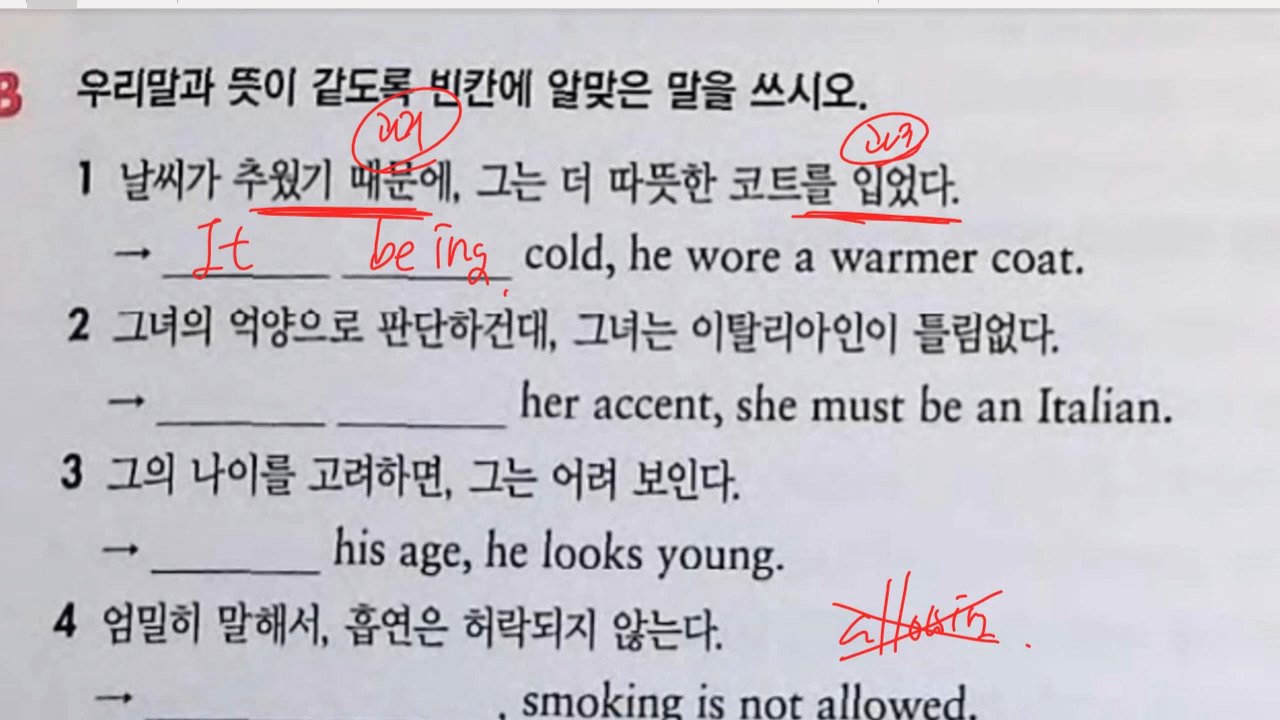 B 우리말과 뜻이 같도록 빈칸에 알맞은 말을 쓰시오.
과거 과거
1 날씨가 추웠기 때문에, 그는 더 따뜻한 코트를 입었다.
→ It being cold, he wore a warmer coat.
2 그녀의 억양으로 판단하건대, 그녀는 이탈리아인이 틀림없다.
→ her accent, she must be an Italian.
3 그의 나이를 고려하면, 그는 어려 보인다.
→ his age, he looks young.
4 엄밀히 말해서, 흡연은 허락되지 않는다.
→ , smoking is not allowed.